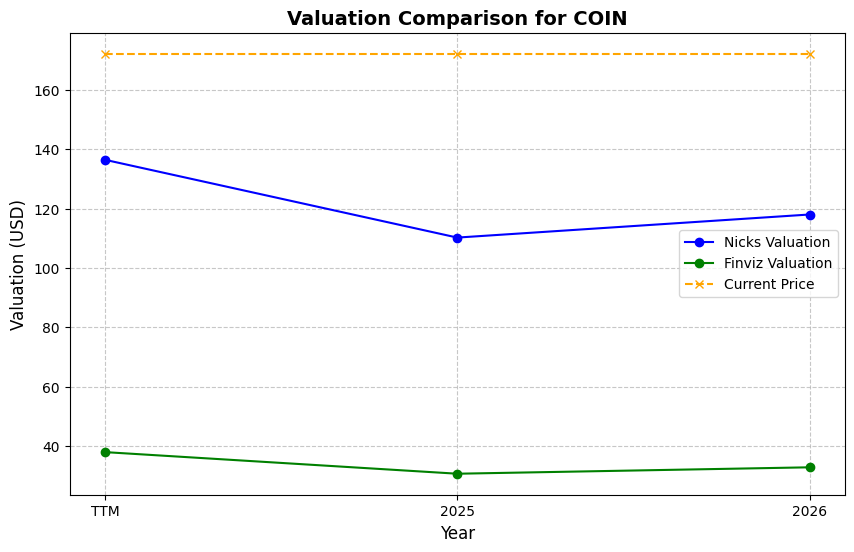 Valuation Comparison for COIN
Valuation (USD)
160
140
120
100
80
60
40
Nicks Valuation
Finviz Valuation
Current Price
TTM 2025 2026
Year